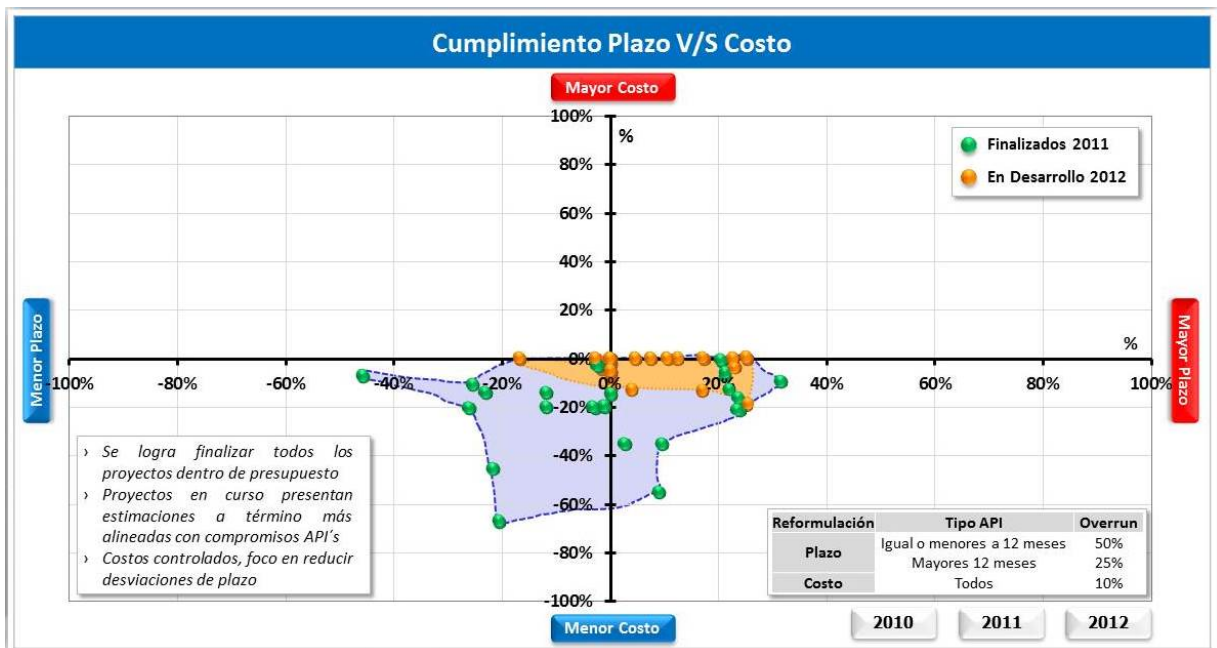 Cumplimiento Plazo V/S Costo
Mayor Costo
100%
%
80%
60%
40%
20%
0%
-20%
-40%
-60%
-80%
-100%
Finalizados 2011
En Desarrollo 2012
Menor Plazo
Mayor Plazo
%
-100% -80% -60% -40% -20% 0% 20% 40% 60% 80% 100%
› Se logra finalizar todos los
proyectos dentro de presupuesto
› Proyectos en curso presentan
estimaciones a término más
alineadas con compromisos API´s
› Costos controlados, foco en reducir
desviaciones de plazo
Reformulación Tipo API Overrun
Plazo Igual o menores a 12 meses 50%
Mayores 12 meses 25%
Costo Todos 10%
Menor Costo
2010 2011 2012